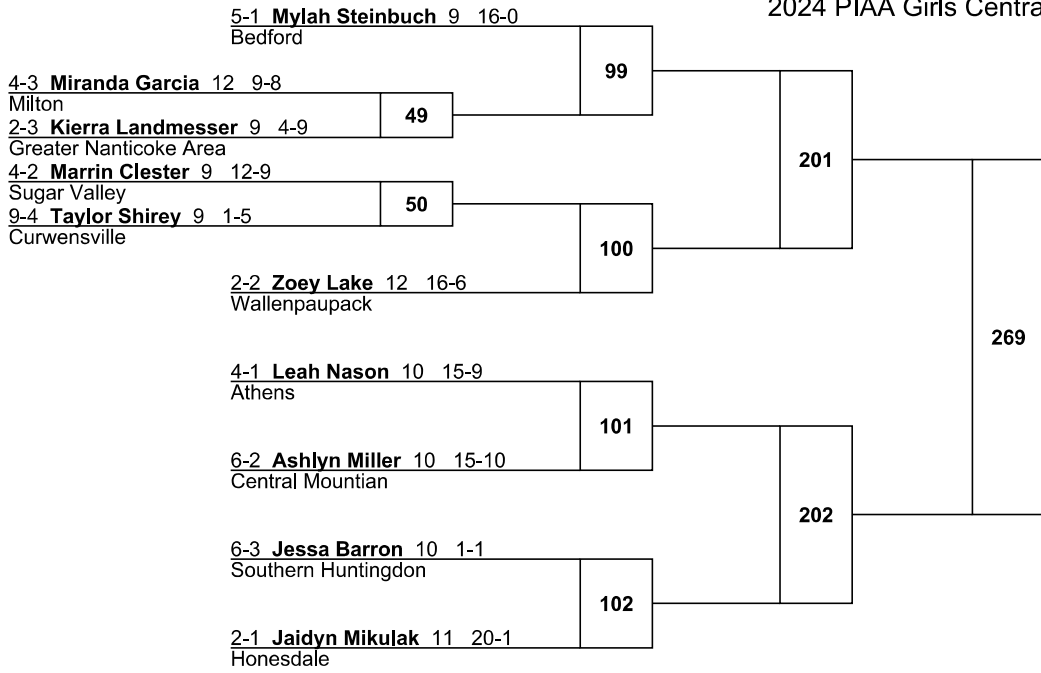 2024 PIAA Girls Centra
5-1 Mylah Steinbuch 9 16-0
Bedford
99
4-3 Miranda Garcia 12 9-8
Milton
49
2-3 Kierra Landmesser 9 4-9
Greater Nanticoke Area
201
4-2 Marrin Clester 9 12-9
Sugar Valley
50
9-4 Taylor Shirey 9 1-5
Curwensville
100
2-2 Zoey Lake 12 16-6
Wallenpaupack
269
4-1 Leah Nason 10 15-9
Athens
101
6-2 Ashlyn Miller 10 15-10
Central Mountian
202
6-3 Jessa Barron 10 1-1
Southern Huntingdon
102
2-1 Jaidyn Mikulak 11 20-1
Honesdale